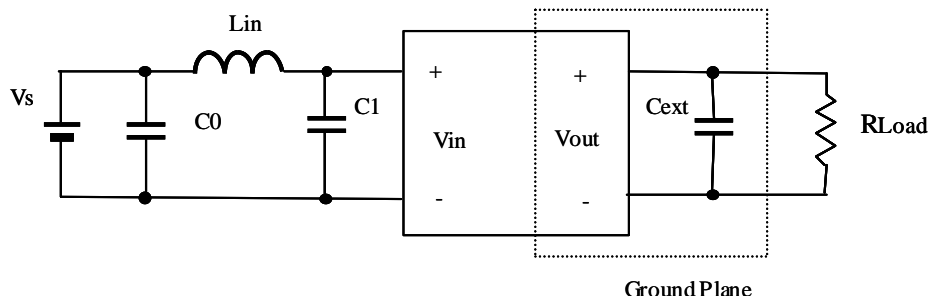 Lin
Vs
C0
C1
+
Vin
-
+
Vout
-
Cext
RLoad
Ground Plane